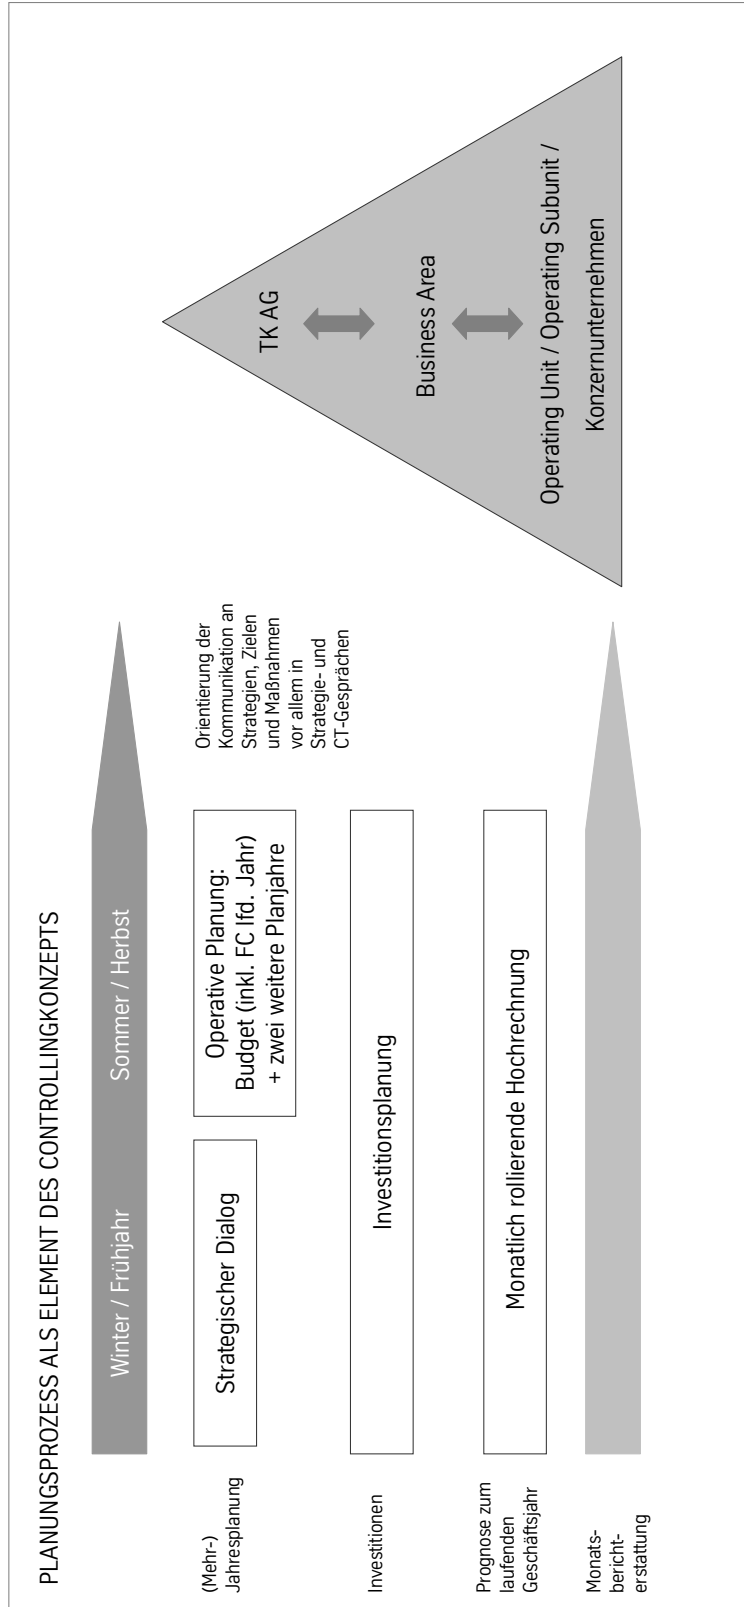 PLANUNGSPROZESS ALS ELEMENT DES CONTROLLINGKONZEPTS
Winter / Frühjahr
Sommer / Herbst
(Mehr-)
Jahresplanung
Strategischer Dialog
Operative Planung:
Budget (inkl. FC lfd. Jahr)
+ zwei weitere Planjahre
Orientierung der
Kommunikation an
Strategien, Zielen
und Maßnahmen
vor allem in
Strategie- und
CT-Gesprächen
Investitionen
Investitionsplanung
Prognose zum
laufenden
Geschäftsjahr
Monatlich rollierende Hochrechnung
Monats-
bericht-
erstattung
TK AG
Business Area
Operating Unit / Operating Subunit /
Konzernunternehmen